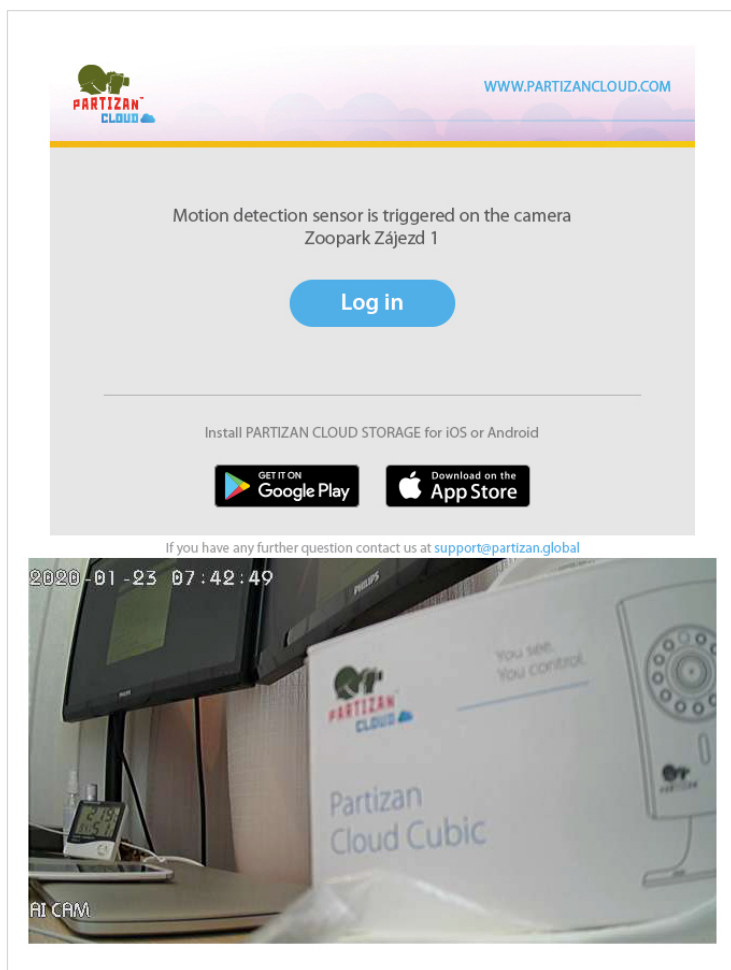 PARTIZAN™
CLOUD
WWW.PARTIZANCLOUD.COM
Motion detection sensor is triggered on the camera
Zoopark Zájezd 1
Log in
Install PARTIZAN CLOUD STORAGE for iOS or Android
GET IT ON
Google Play
Download on the
App Store
If you have any further question contact us at support@partizan.global
2020-01-23 07:42:49
PHILIPS
You see.
You control.
PARTIZAN
CLOUD
Partizan
Cloud Cubic
PARTIZAN
AI CAM